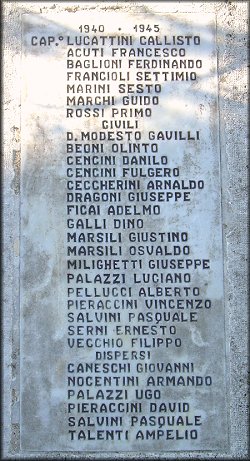 1940 - 1945
CAP.º LUCATTINI CALLISTO
ACUTI FRANCESCO
BAGLIONI FERDINANDO
FRANCIOLI SETTIMIO
MARINI SESTO
MARCHI GUIDO
ROSSI PRIMO
CIVILI
D. MODESTO GAVILLI
BEONI OLINTO
CENCINI DANILO
CENCINI FULGERO
CECCHERINI ARNALDO
DRAGONI GIUSEPPE
FICAI ADELMO
GALLI DINO
MARSILI GIUSTINO
MARSILI OSVALDO
MILIGHETTI GIUSEPPE
PALAZZI LUCIANO
PELLUCCI ALBERTO
PIERACCINI VINCENZO
SALVINI PASQUALE
SERNI ERNESTO
VECCHIO FILIPPO
DISPERSI
CANESCHI GIOVANNI
NOCENTINI ARMANDO
PALAZZI UGO
PIERACCINI DAVID
SALVINI PASQUALE
TALENTI AMPELIO